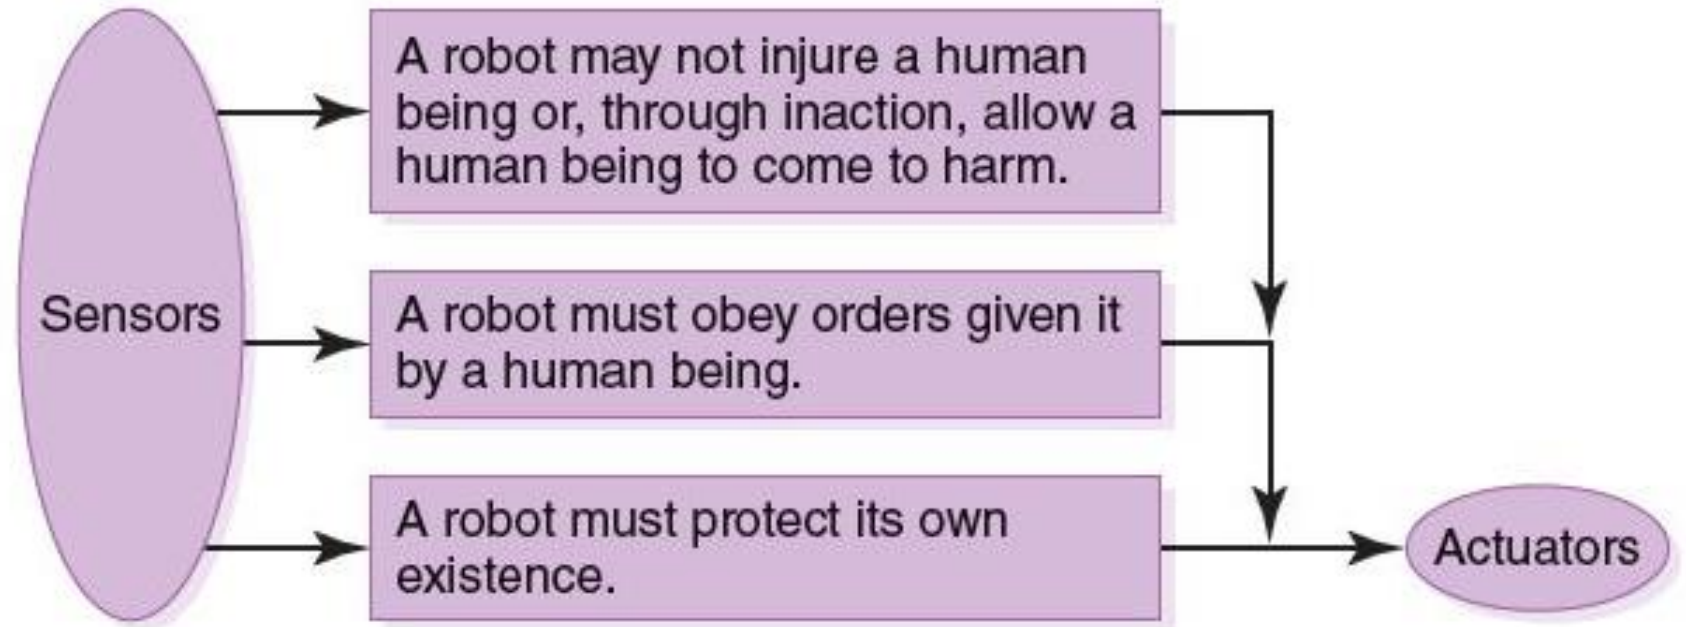 A robot may not injure a human
being or, through inaction, allow a
human being to come to harm.
Sensors
A robot must obey orders given it
by a human being.
A robot must protect its own
existence.
Actuators